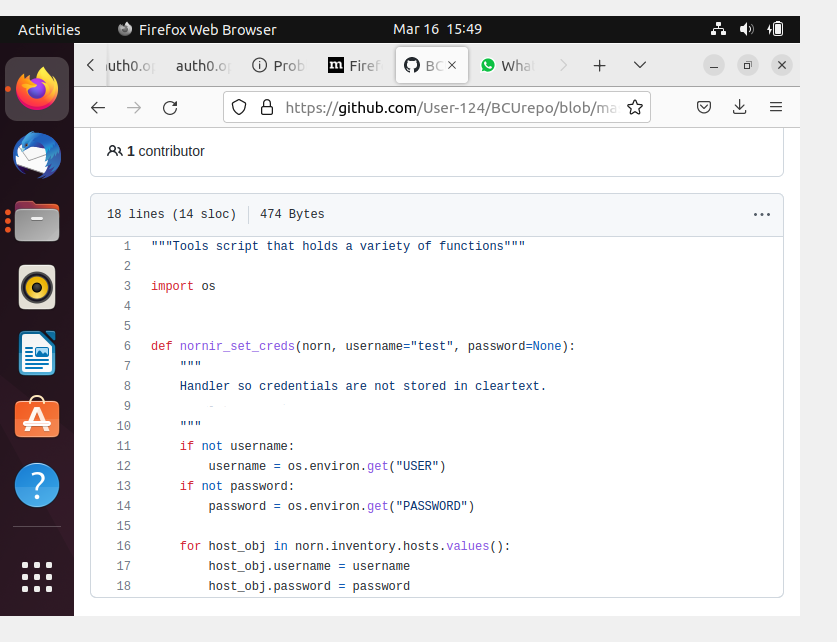 Activities
Firefox Web Browser
Mar 16 15:49
auth0.o
Prob
m Firef
BC
What
https://github.com/User-124/BCUrepo/blob/ma
1 contributor
18 lines (14 sloc)
474 Bytes
1 """Tools script that holds a variety of functions"""
2
3 import os
4
5
6 def nornir_set_creds(norn, username="test", password=None):
7 """
8 Handler so credentials are not stored in cleartext.
9
10 """
11 if not username:
12 username = os.environ.get("USER")
13 if not password:
14 password = os.environ.get("PASSWORD")
15
16 for host_obj in norn.inventory.hosts.values():
17 host_obj.username = username
18 host_obj.password = password